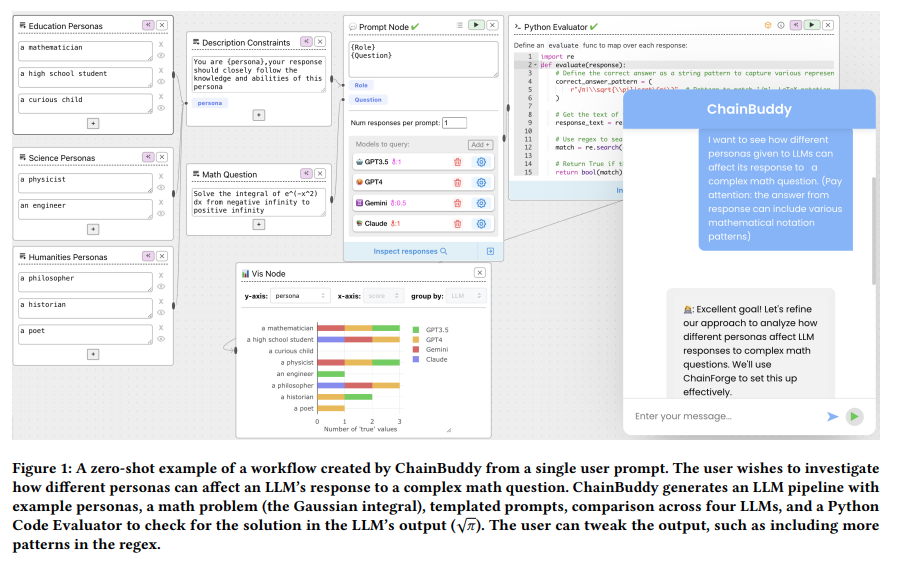 Education Personas
a mathematician
a high school student
a curious child
Science Personas
a physicist
an engineer
Humanities Personas
a philosopher
a historian
a poet
Description Constraints
You are {persona},your response
should closely follow the
knowledge and abilities of this
persona
persona
Math Question
Solve the integral of e^(-x^2)
dx from negative infinity to
positive infinity
Prompt Node
{Role}
{Question}
Role
Question
Num responses per prompt: 1
Models to query:
Add +
GPT3.5 1
GPT4
Gemini 0.5
Claude 1
Inspect responses
Python Evaluator
Define an evaluate func to map over each response:
1 import re
2 def evaluate(response):
3 # Define the correct answer as a string pattern to capture various represen
4 correct_answer_pattern = (
5
6 )
7
8 # Get the text of
9 response_text = re
10
11 # Use regex to sea
12 match = re.search(
13
14 # Return True if t
15 return bool(match)
In
Vis Node
y-axis: persona x-axis: score group by: LLM
a mathematician
a high school student
a curious child
a physicist
an engineer
a philosopher
a historian
a poet
0 1 2 3
Number of 'true' values
GPT3.5
GPT4
Gemini
Claude
ChainBuddy
I want to see how different
personas given to LLMs can
affect its response to a
complex math question. (Pay
attention: the answer from
response can include various
mathematical notation
patterns)
: Excellent goal! Let's refine
our approach to analyze how
different personas affect LLM
responses to complex math
questions. We'll use
ChainForge to set this up
effectively.
Enter your message...
Figure 1: A zero-shot example of a workflow created by ChainBuddy from a single user prompt. The user wishes to investigate
how different personas can affect an LLM's response to a complex math question. ChainBuddy generates an LLM pipeline with
example personas, a math problem (the Gaussian integral), templated prompts, comparison across four LLMs, and a Python
Code Evaluator to check for the solution in the LLM's output (√π). The user can tweak the output, such as including more
patterns in the regex.